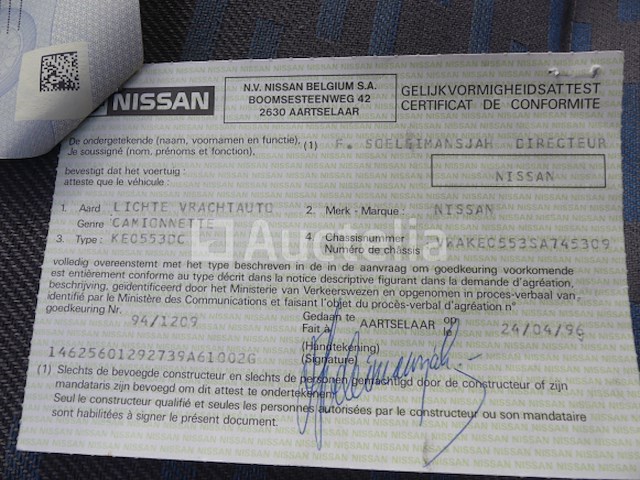 NISSAN
N.V. NISSAN BELGIUM S.A.
BOOMSESTEENWEG 42
2630 AARTSELAAR
GELIJKVORMIGHEIDSATTEST
CERTIFICAT DE CONFORMITE
De ondergetekende (naam, voornamen en functie),
Je soussigné (nom, prénoms et fonction),
(1) F. SOELEIMANSJAH DIRECTEUR
bevestigt dat het voertuig :
atteste que le véhicule :
NISSAN
1. Aard LICHTE VRACHTAUTO
Genre CAMIONNETTE
2. Merk - Marque : NISSAN
3. Type : KEC553DC
4. Chassisnummer
Numéro de châssis VKAKEC553SA745309
Auctelia
volledig overeenstemt met het type beschreven in de in de aanvraag om goedkeuring voorkomende
est entièrement conforme au type décrit dans la notice descriptive figurant dans la demande d'agréation,
beschrijving, geïdentificeerd door het Ministerie van Verkeerswezen en opgenomen in proces-verbaal van
identifié par le Ministère des Communications et faisant l'objet du procès-verbal d'agréation n°
goedkeuring Nr. 94/1209
Gedaan te
Fait à AARTSELAAR
op
le 24/04/96
14625601292739A61002G
(Handtekening)
(Signature)
(1) Slechts de bevoegde constructeur en slechts de personen gemachtigd door de constructeur of zijn
mandataris zijn bevoegd om dit attest te ondertekenen.
Seul le constructeur qualifié et seules les personnes autorisées par le constructeur ou son mandataire
sont habilitées à signer le présent document.